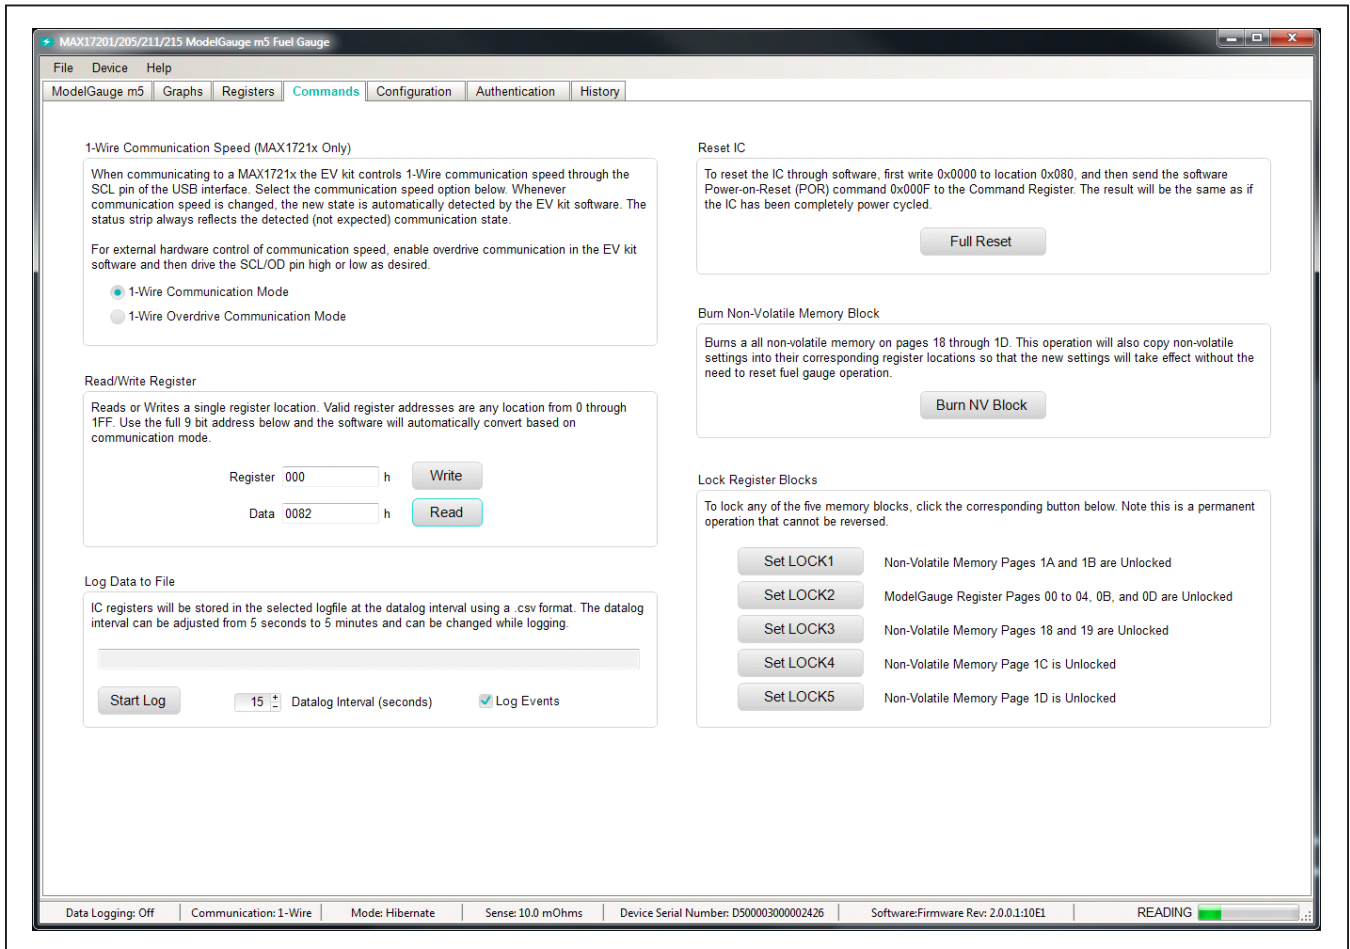 MAX17201/205/211/215 ModelGauge m5 Fuel Gauge
File Device Help
ModelGauge m5 Graphs Registers Commands Configuration Authentication History
1-Wire Communication Speed (MAX1721x Only)
When communicating to a MAX1721x the EV kit controls 1-Wire communication speed through the
SCL pin of the USB interface. Select the communication speed option below. Whenever
communication speed is changed, the new state is automatically detected by the EV kit software. The
status strip always reflects the detected (not expected) communication state.
For external hardware control of communication speed, enable overdrive communication in the EV kit
software and then drive the SCL/OD pin high or low as desired.
1-Wire Communication Mode
1-Wire Overdrive Communication Mode
Read/Write Register
Reads or Writes a single register location. Valid register addresses are any location from 0 through
1FF. Use the full 9 bit address below and the software will automatically convert based on
communication mode.
Register 000 h Write
Data 0082 h Read
Log Data to File
IC registers will be stored in the selected logfile at the datalog interval using a .csv format. The datalog
interval can be adjusted from 5 seconds to 5 minutes and can be changed while logging.
Start Log 15 Datalog Interval (seconds) Log Events
Reset IC
To reset the IC through software, first write 0x0000 to location 0x080, and then send the software
Power-on-Reset (POR) command 0x000F to the Command Register. The result will be the same as if
the IC has been completely power cycled.
Full Reset
Burn Non-Volatile Memory Block
Burns a all non-volatile memory on pages 18 through 1D. This operation will also copy non-volatile
settings into their corresponding register locations so that the new settings will take effect without the
need to reset fuel gauge operation.
Burn NV Block
Lock Register Blocks
To lock any of the five memory blocks, click the corresponding button below. Note this is a permanent
operation that cannot be reversed.
Set LOCK1 Non-Volatile Memory Pages 1A and 1B are Unlocked
Set LOCK2 ModelGauge Register Pages 00 to 04, 0B, and 0D are Unlocked
Set LOCK3 Non-Volatile Memory Pages 18 and 19 are Unlocked
Set LOCK4 Non-Volatile Memory Page 1C is Unlocked
Set LOCK5 Non-Volatile Memory Page 1D is Unlocked
Data Logging: Off Communication: 1-Wire Mode: Hibernate Sense: 10.0 mOhms Device Serial Number: D500003000002426 Software:Firmware Rev: 2.0.0.1:10E1 READING